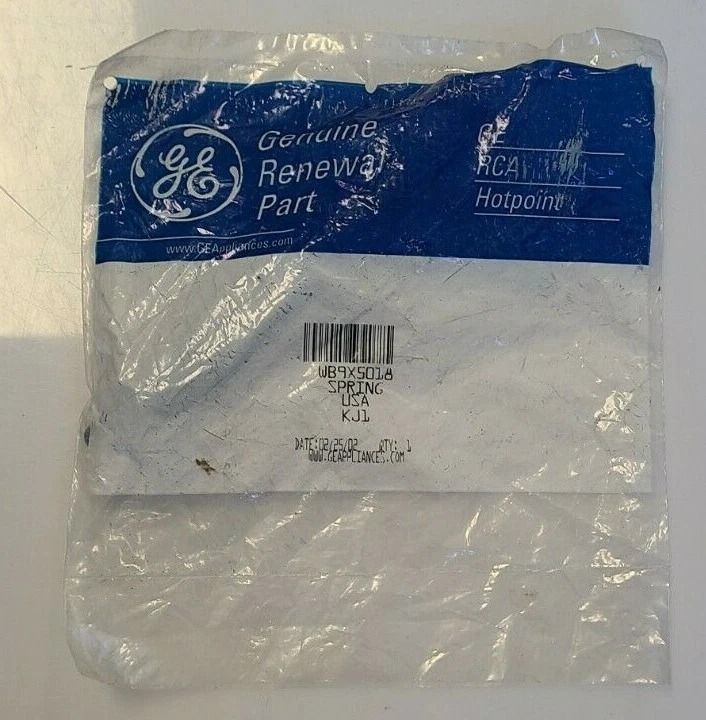 GE
Genuine
Renewal
Part
www.GEAppliances.com
GE
RCA
Hotpoint
WB9X5018
SPRING
USA
KJ1
DATE:02/25/02 QTY: 1
WWW.GEAPPLIANCES.COM